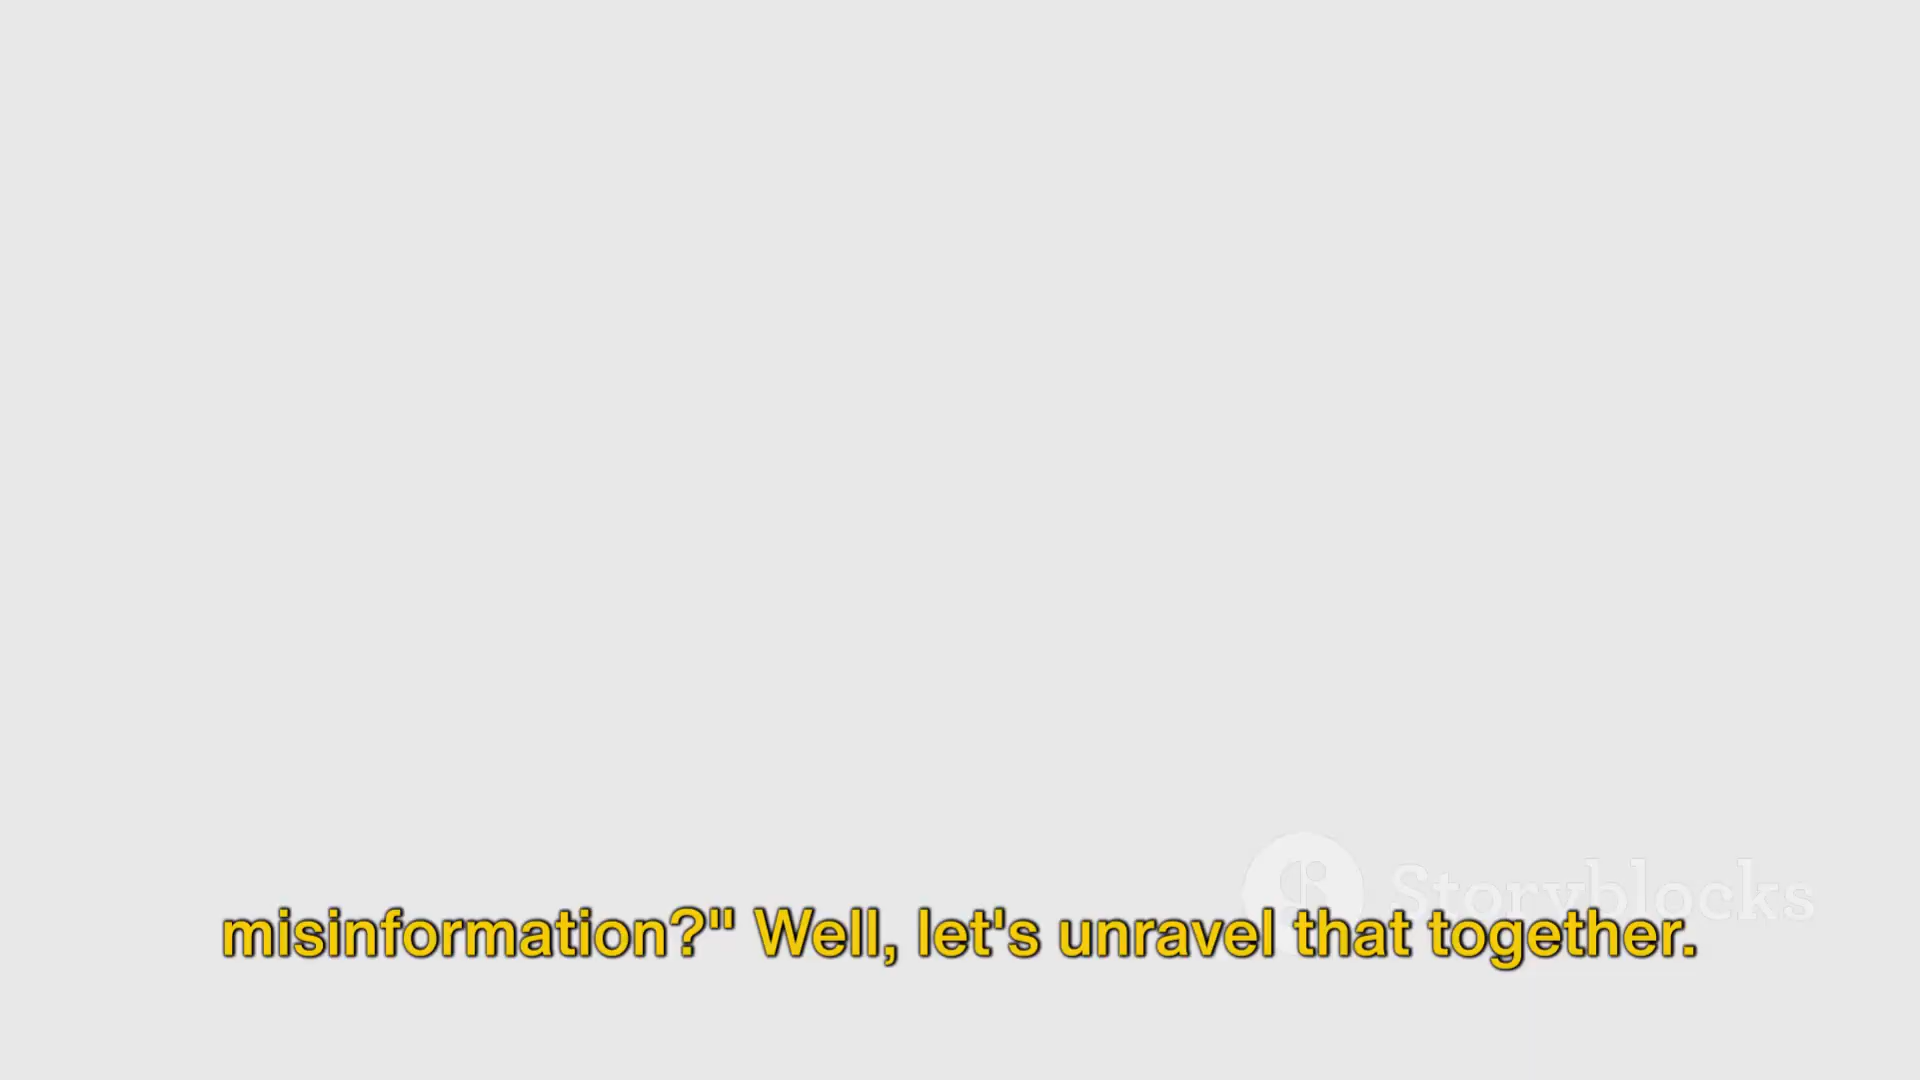 Storyblocks
misinformation?" Well, let's unravel that together.